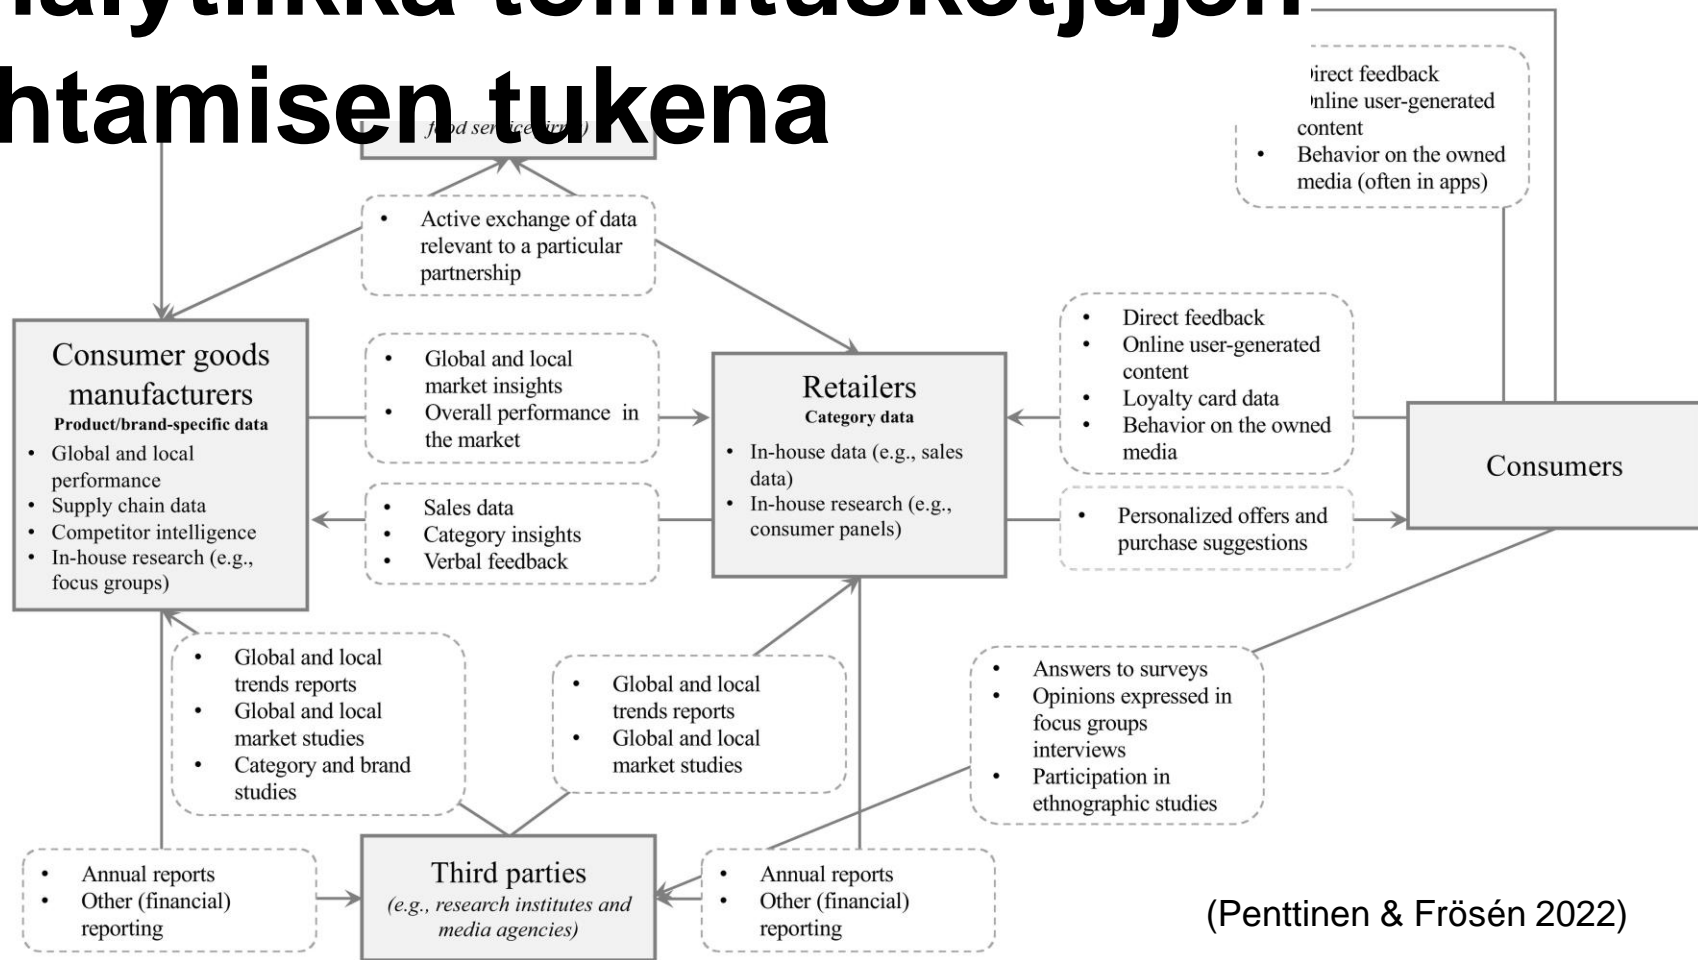 htamisen tukena
irect feedback
nline user-generated
content
• Behavior on the owned
media (often in apps)
• Active exchange of data
relevant to a particular
partnership
Consumer goods
manufacturers
Product/brand-specific data
• Global and local
performance
• Supply chain data
• Competitor intelligence
• In-house research (e.g.,
focus groups)
• Global and local
market insights
• Overall performance in
the market
• Sales data
• Category insights
• Verbal feedback
Retailers
Category data
• In-house data (e.g., sales
data)
• In-house research (e.g.,
consumer panels)
• Direct feedback
• Online user-generated
content
• Loyalty card data
• Behavior on the owned
media
• Personalized offers and
purchase suggestions
Consumers
• Global and local
trends reports
• Global and local
market studies
• Category and brand
studies
• Global and local
trends reports
• Global and local
market studies
• Answers to surveys
• Opinions expressed in
focus groups
interviews
• Participation in
ethnographic studies
• Annual reports
• Other (financial)
reporting
Third parties
(e.g., research institutes and
media agencies)
• Annual reports
• Other (financial)
reporting
(Penttinen & Frösén 2022)